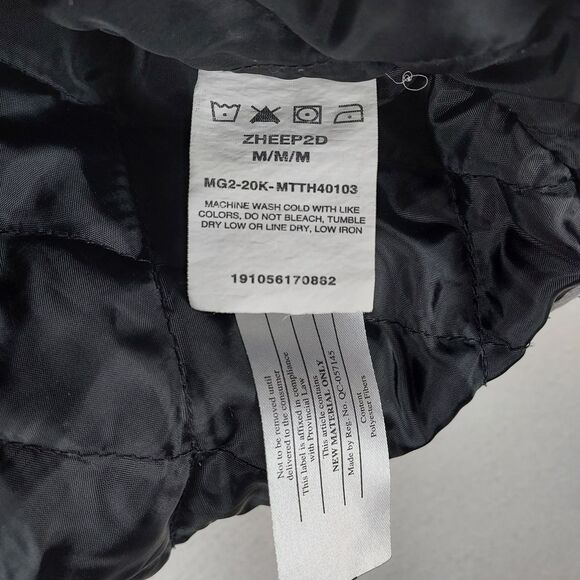 ZHEEP2D
M/M/M
MG2-20K-MTTH40103
MACHINE WASH COLD WITH LIKE
COLORS, DO NOT BLEACH, TUMBLE
DRY LOW OR LINE DRY, LOW IRON
191056170862
Not to be removed until
delivered to the consumer
This label is affixed in compliance
with Provincial Law
This article contains
NEW MATERIAL ONLY
Made by Reg. No. QC-057145
Content
Polyester Fibers